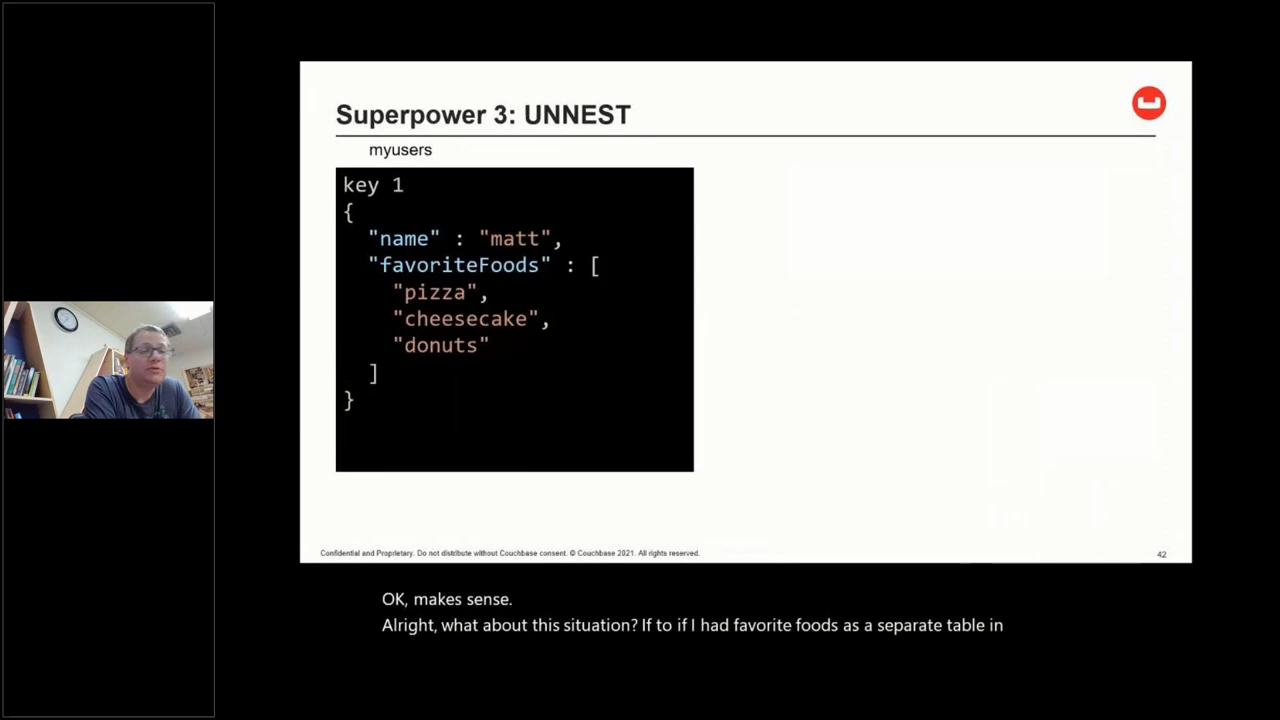 Superpower 3: UNNEST
myusers
key 1
{
"name" : "matt",
"favoriteFoods" : [
"pizza",
"cheesecake",
"donuts"
]
}
Confidential and Proprietary. Do not distribute without Couchbase consent. © Couchbase 2021. All rights reserved.
42
OK, makes sense.
Alright, what about this situation? If to if I had favorite foods as a separate table in